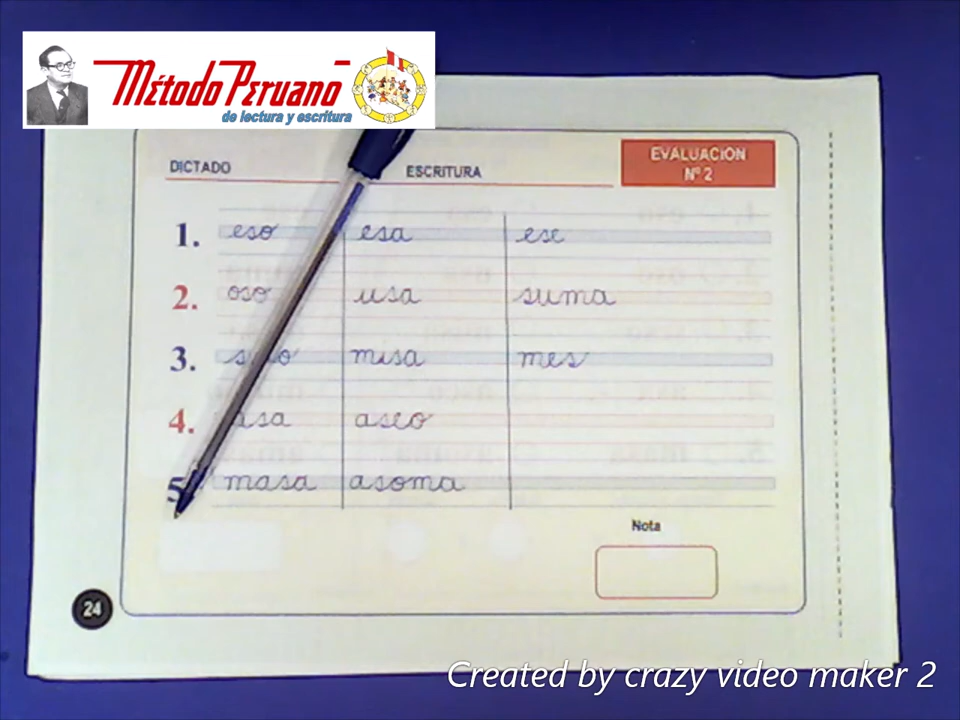 Método Peruano
de lectura y escritura
DICTADO ESCRITURA EVALUACIÓN
Nº 2
1. eso esa ese
2. oso usa suma
3. misa mes
4. aseo
5 masa asoma
Nota
24
Created by crazy video maker 2